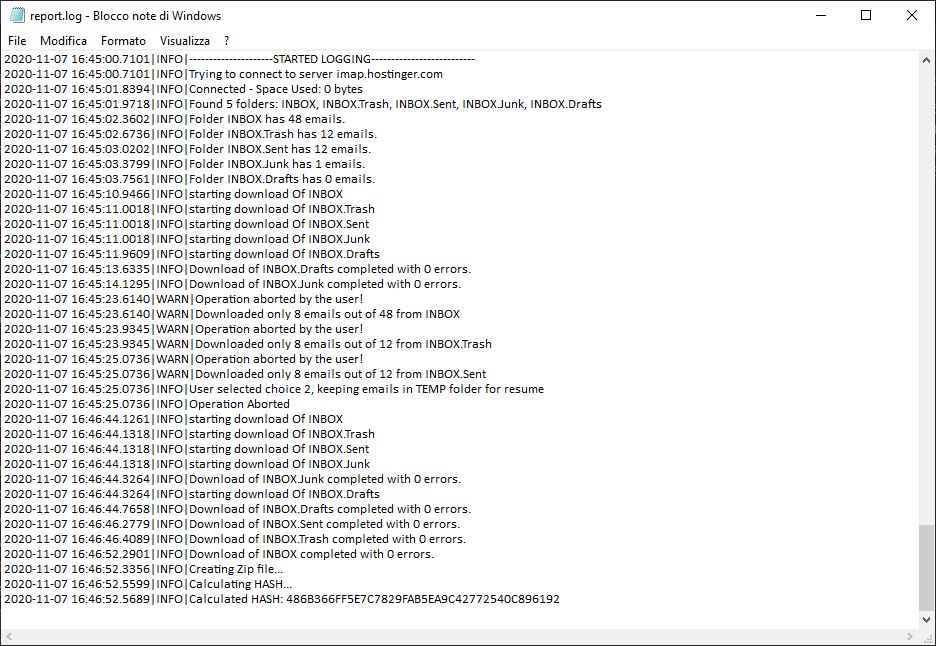 report.log - Blocco note di Windows
File Modifica Formato Visualizza ?
2020-11-07 16:45:00.7101|INFO|---------------------STARTED LOGGING--------------------------
2020-11-07 16:45:00.7101|INFO|Trying to connect to server imap.hostinger.com
2020-11-07 16:45:01.8394|INFO|Connected - Space Used: 0 bytes
2020-11-07 16:45:01.9718|INFO|Found 5 folders: INBOX, INBOX.Trash, INBOX.Sent, INBOX.Junk, INBOX.Drafts
2020-11-07 16:45:02.3602|INFO|Folder INBOX has 48 emails.
2020-11-07 16:45:02.6736|INFO|Folder INBOX.Trash has 12 emails.
2020-11-07 16:45:03.0202|INFO|Folder INBOX.Sent has 12 emails.
2020-11-07 16:45:03.3799|INFO|Folder INBOX.Junk has 1 emails.
2020-11-07 16:45:03.7561|INFO|Folder INBOX.Drafts has 0 emails.
2020-11-07 16:45:10.9466|INFO|starting download Of INBOX
2020-11-07 16:45:11.0018|INFO|starting download Of INBOX.Trash
2020-11-07 16:45:11.0018|INFO|starting download Of INBOX.Sent
2020-11-07 16:45:11.0018|INFO|starting download Of INBOX.Junk
2020-11-07 16:45:11.9609|INFO|starting download Of INBOX.Drafts
2020-11-07 16:45:13.6335|INFO|Download of INBOX.Drafts completed with 0 errors.
2020-11-07 16:45:14.1295|INFO|Download of INBOX.Junk completed with 0 errors.
2020-11-07 16:45:23.6140|WARN|Operation aborted by the user!
2020-11-07 16:45:23.6140|WARN|Downloaded only 8 emails out of 48 from INBOX
2020-11-07 16:45:23.9345|WARN|Operation aborted by the user!
2020-11-07 16:45:23.9345|WARN|Downloaded only 8 emails out of 12 from INBOX.Trash
2020-11-07 16:45:25.0736|WARN|Operation aborted by the user!
2020-11-07 16:45:25.0736|WARN|Downloaded only 8 emails out of 12 from INBOX.Sent
2020-11-07 16:45:25.0736|INFO|User selected choice 2, keeping emails in TEMP folder for resume
2020-11-07 16:45:25.0736|INFO|Operation Aborted
2020-11-07 16:46:44.1261|INFO|starting download Of INBOX
2020-11-07 16:46:44.1318|INFO|starting download Of INBOX.Trash
2020-11-07 16:46:44.1318|INFO|starting download Of INBOX.Sent
2020-11-07 16:46:44.1318|INFO|starting download Of INBOX.Junk
2020-11-07 16:46:44.3264|INFO|Download of INBOX.Junk completed with 0 errors.
2020-11-07 16:46:44.3264|INFO|starting download Of INBOX.Drafts
2020-11-07 16:46:44.7658|INFO|Download of INBOX.Drafts completed with 0 errors.
2020-11-07 16:46:46.2779|INFO|Download of INBOX.Sent completed with 0 errors.
2020-11-07 16:46:46.4089|INFO|Download of INBOX.Trash completed with 0 errors.
2020-11-07 16:46:52.2901|INFO|Download of INBOX completed with 0 errors.
2020-11-07 16:46:52.3356|INFO|Creating Zip file...
2020-11-07 16:46:52.5599|INFO|Calculating HASH...
2020-11-07 16:46:52.5689|INFO|Calculated HASH: 486B366FF5E7C7829FAB5EA9C42772540C896192